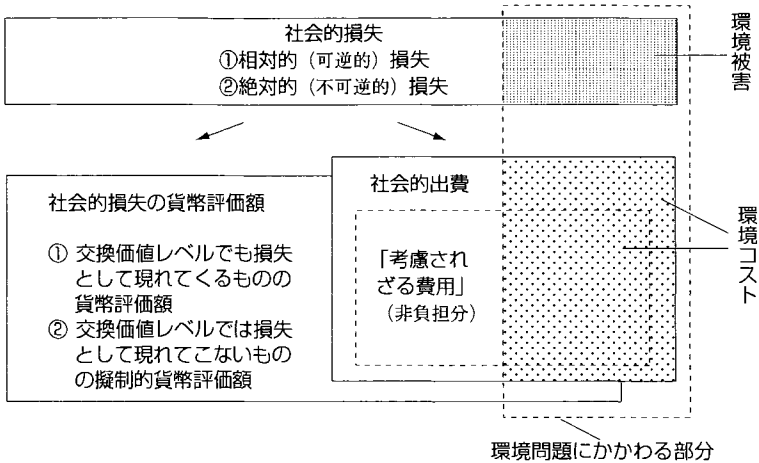 社会的損失
①相対的（可逆的）損失
②絶対的（不可逆的）損失
環境被害
社会的損失の貨幣評価額
① 交換価値レベルでも損失
として現れてくるものの
貨幣評価額
② 交換価値レベルでは損失
として現れてこないもの
の擬制的貨幣評価額
社会的出費
「考慮され
ざる費用」
（非負担分）
環境コスト
環境問題にかかわる部分